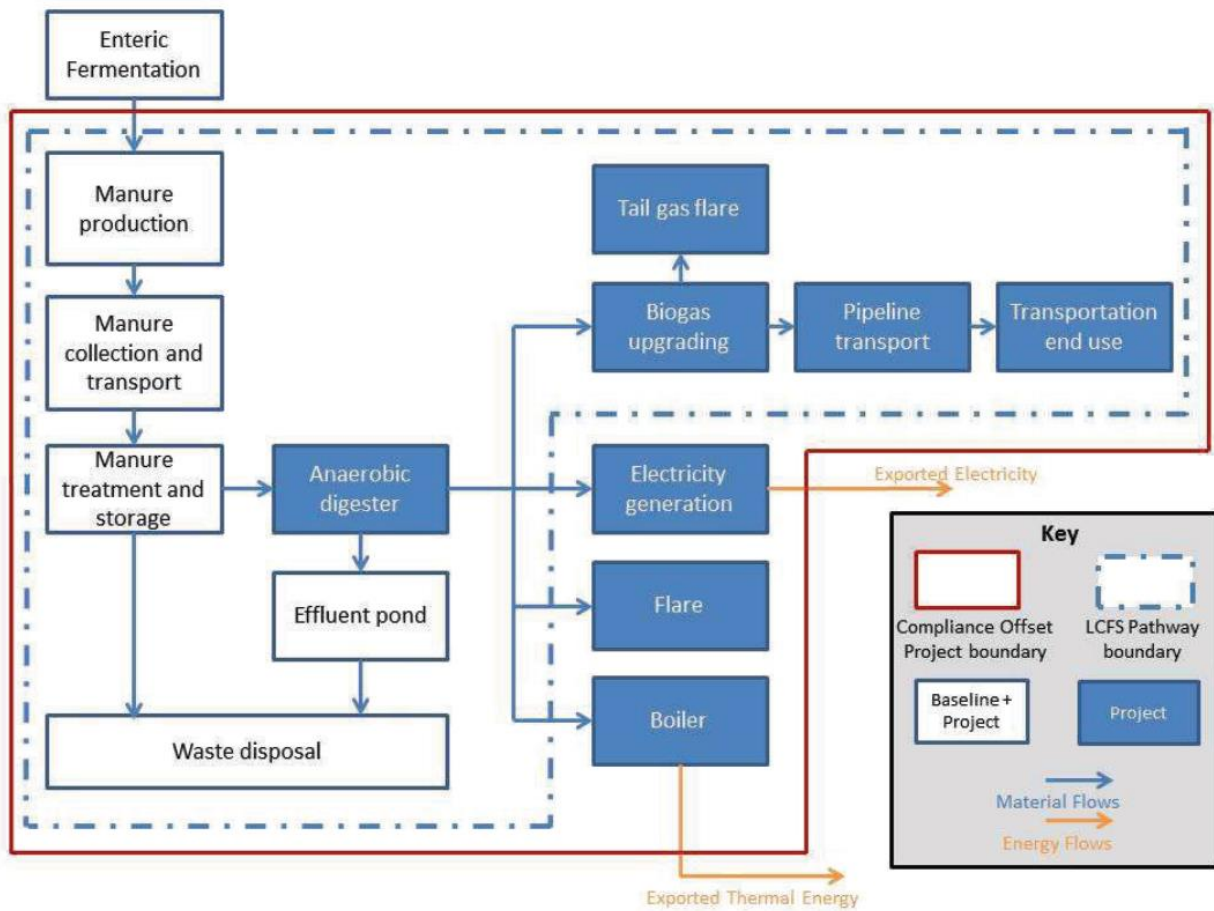 Enteric
Fermentation
Manure
production
Tail gas flare
Manure
collection and
transport
Biogas
upgrading
Pipeline
transport
Transportation
end use
Manure
treatment and
storage
Anaerobic
digester
Electricity
generation
Exported Electricity
Effluent pond
Flare
Waste disposal
Boiler
Exported Thermal Energy
Key
Compliance Offset
Project boundary
LCFS Pathway
boundary
Baseline +
Project
Project
Material Flows
Energy Flows